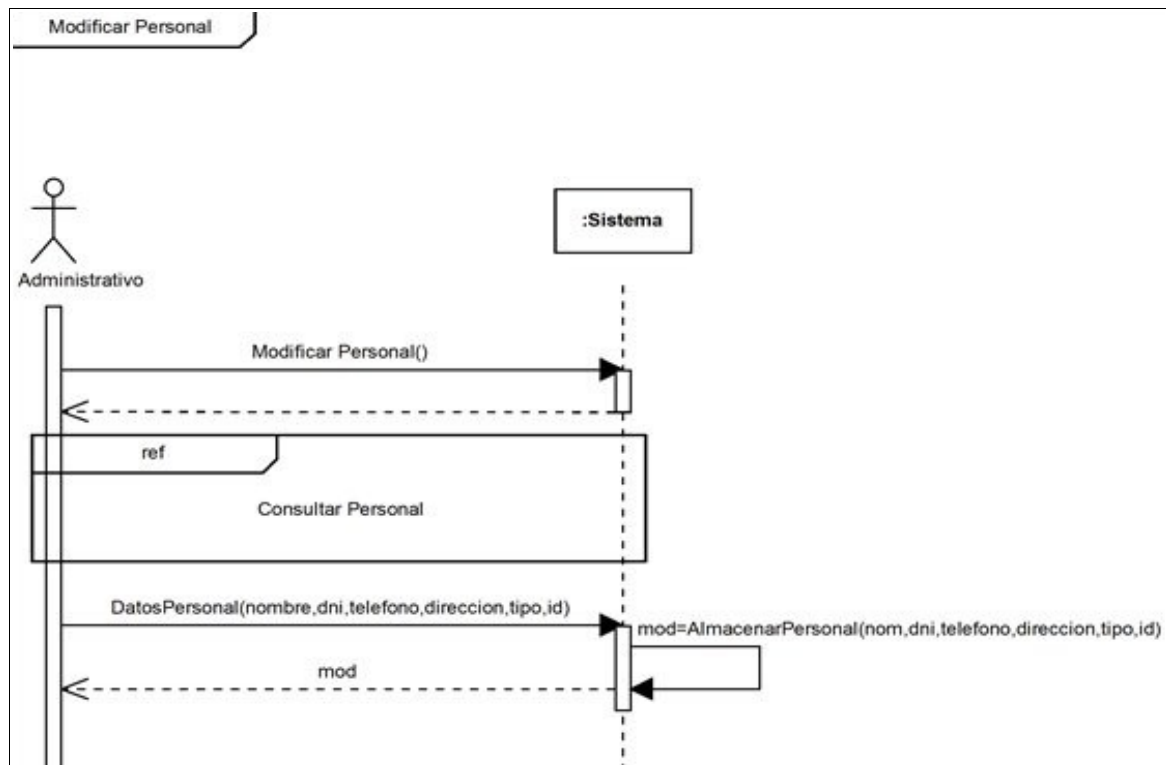 Modificar Personal
:Sistema
Administrativo
Modificar Personal()
ref
Consultar Personal
DatosPersonal(nombre,dni,telefono,direccion,tipo,id)
mod=AlmacenarPersonal(nom,dni,telefono,direccion,tipo,id)
mod